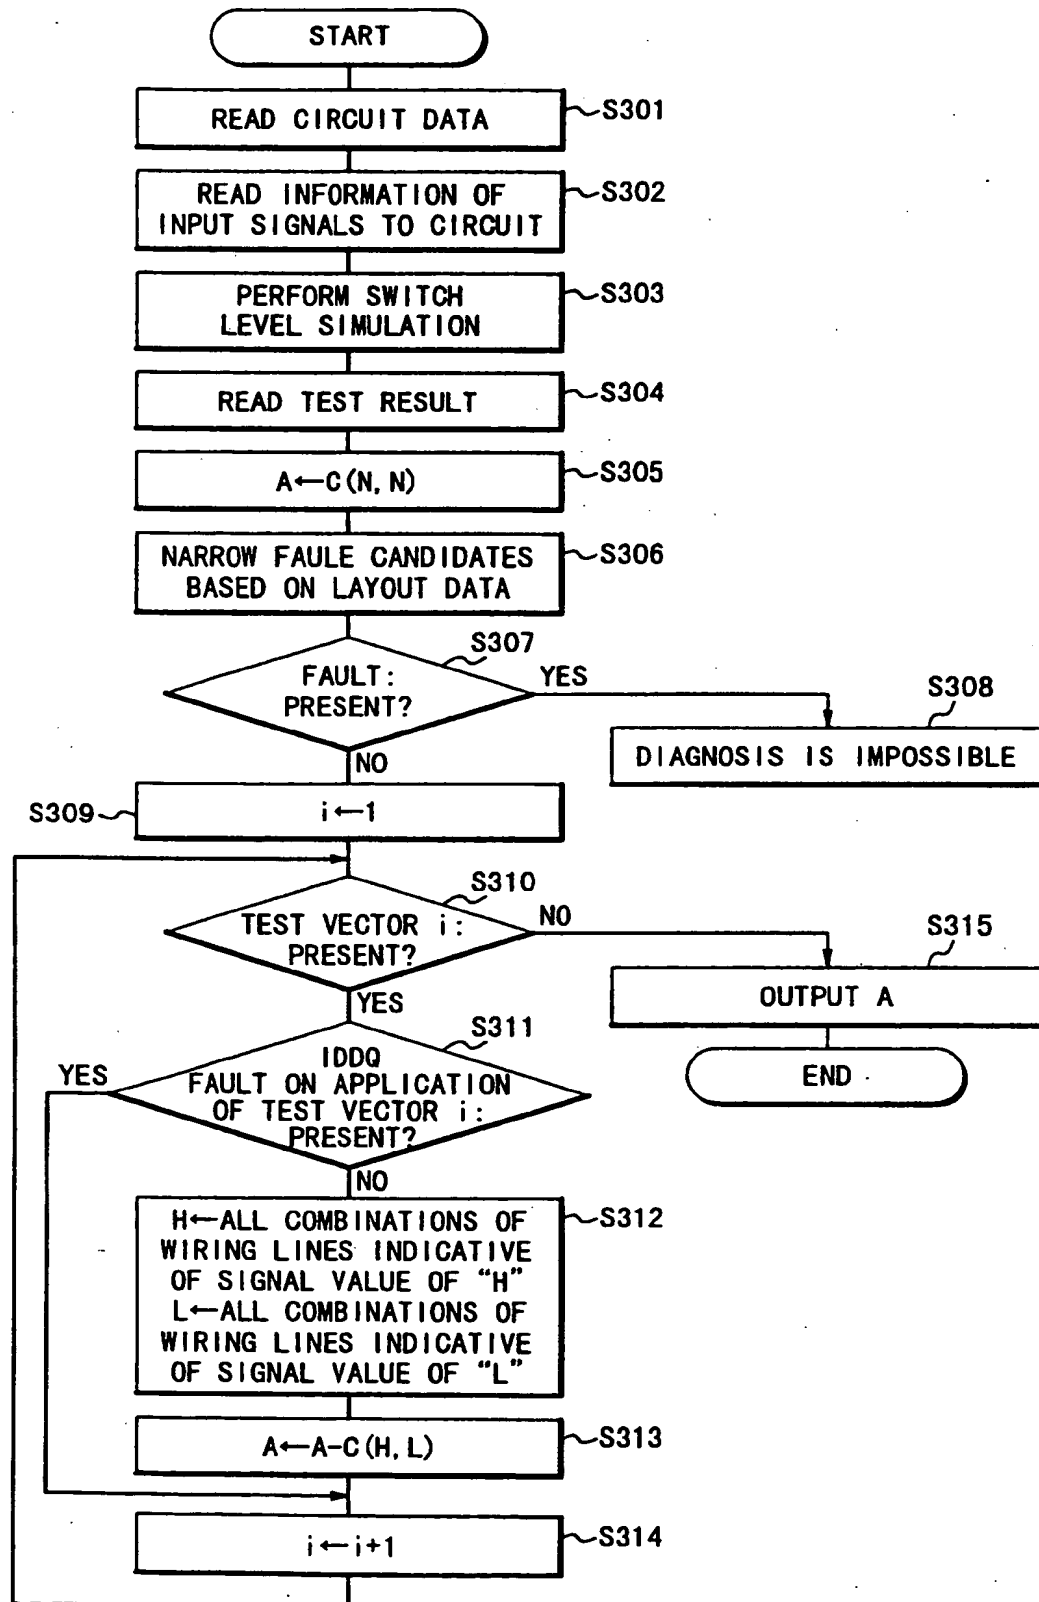 START
READ CIRCUIT DATA
S301
READ INFORMATION OF
INPUT SIGNALS TO CIRCUIT
S302
PERFORM SWITCH
LEVEL SIMULATION
S303
READ TEST RESULT
S304
A←C(N, N)
S305
NARROW FAULE CANDIDATES
BASED ON LAYOUT DATA
S306
S307
FAULT:
PRESENT?
YES
NO
S308
DIAGNOSIS IS IMPOSSIBLE
S309
i←1
S310
TEST VECTOR i:
PRESENT?
NO
YES
S315
OUTPUT A
END
S311
IDDQ
FAULT ON APPLICATION
OF TEST VECTOR i:
PRESENT?
YES
NO
H←ALL COMBINATIONS OF
WIRING LINES INDICATIVE
OF SIGNAL VALUE OF "H"
L←ALL COMBINATIONS OF
WIRING LINES INDICATIVE
OF SIGNAL VALUE OF "L"
S312
A←A-C(H, L)
S313
i←i+1
S314